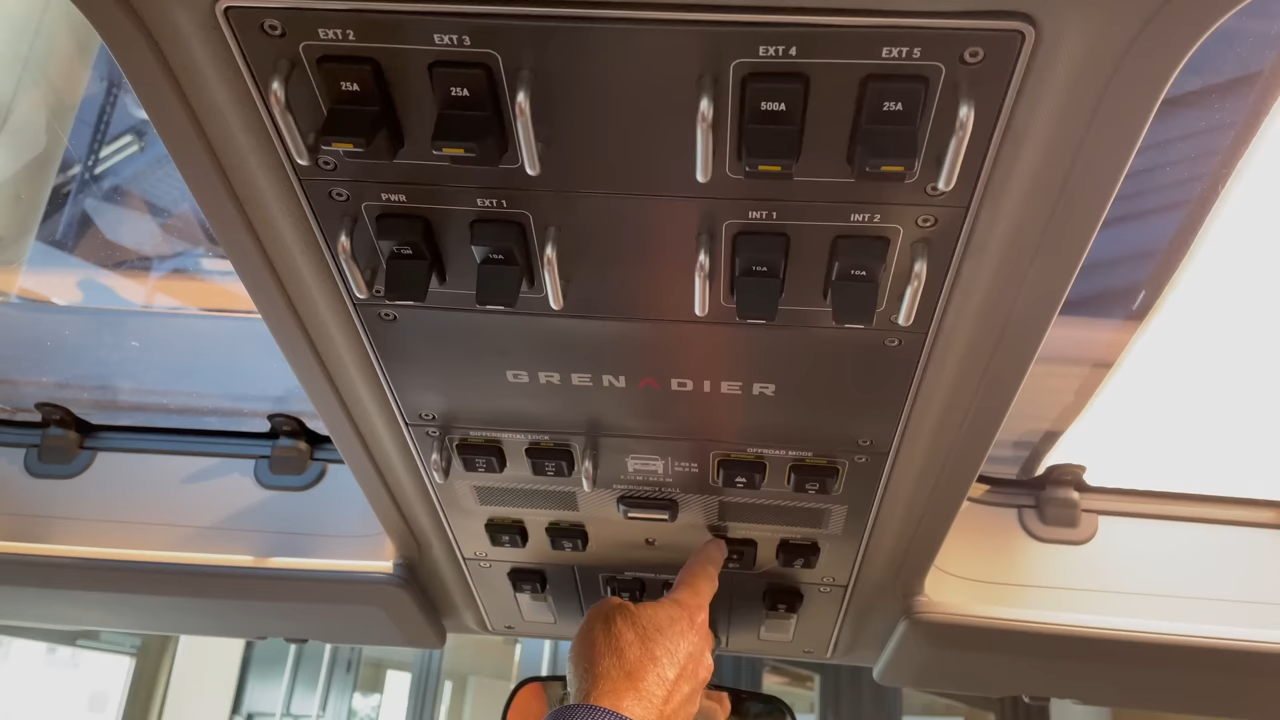 EXT 2
EXT 3
EXT 4
EXT 5
25A
25A
500A
25A
PWR
EXT 1
INT 1
INT 2
ON
10A
10A
10A
GRENADIER
DIFFERENTIAL LOCK
OFFROAD MODE
EMERGENCY CALL